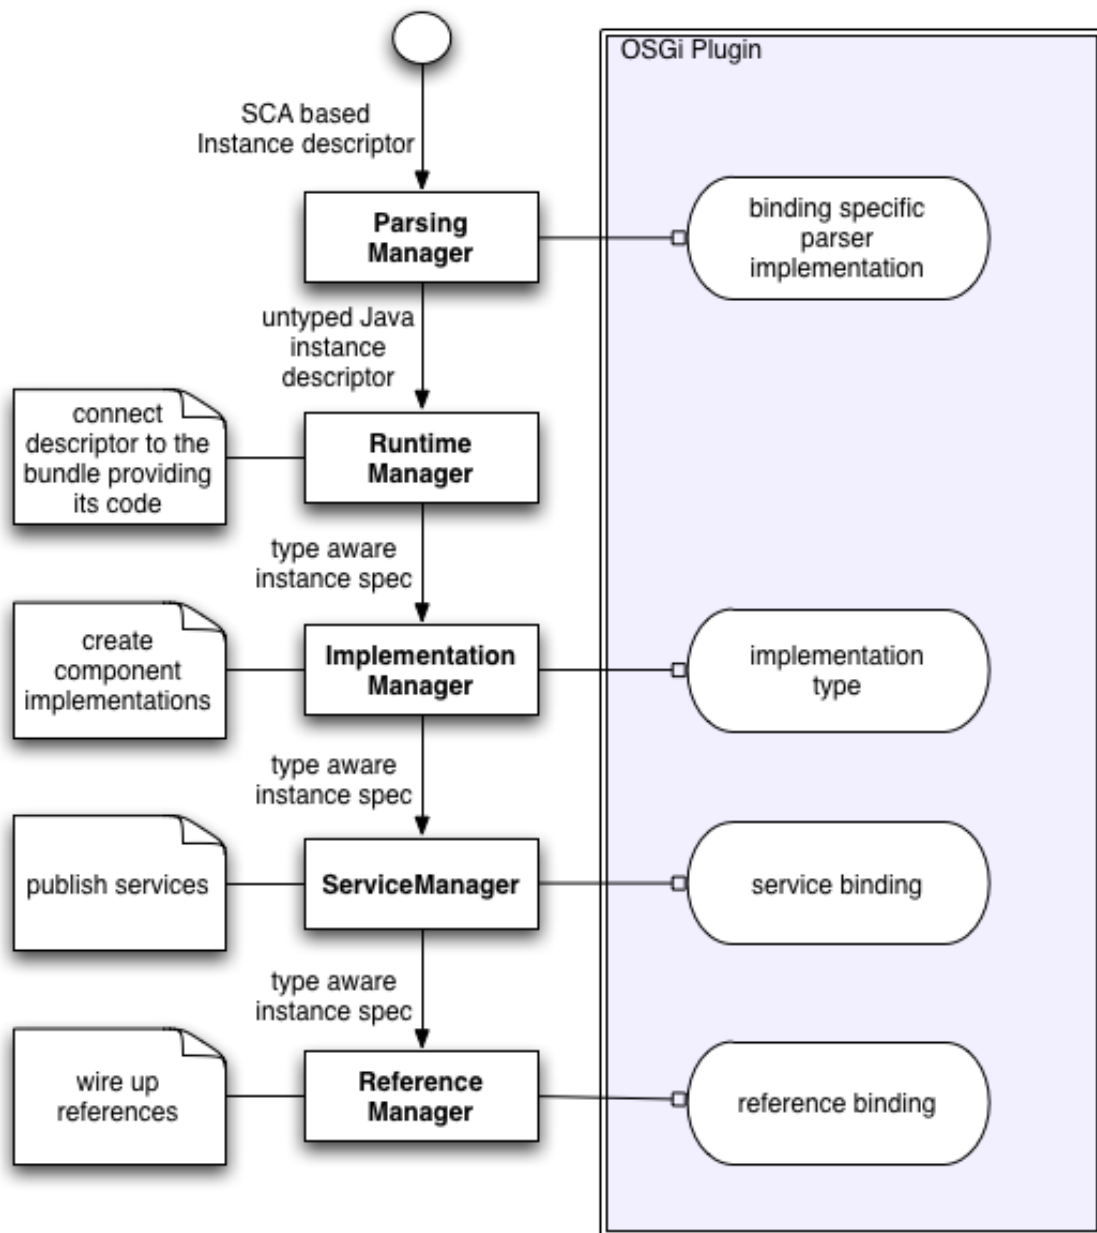 OSGi Plugin
SCA based
Instance descriptor
Parsing
Manager
binding specific
parser
implementation
untyped Java
instance
descriptor
connect
descriptor to the
bundle providing
its code
Runtime
Manager
type aware
instance spec
create
component
implementations
Implementation
Manager
implementation
type
type aware
instance spec
publish services
ServiceManager
service binding
type aware
instance spec
wire up
references
Reference
Manager
reference binding